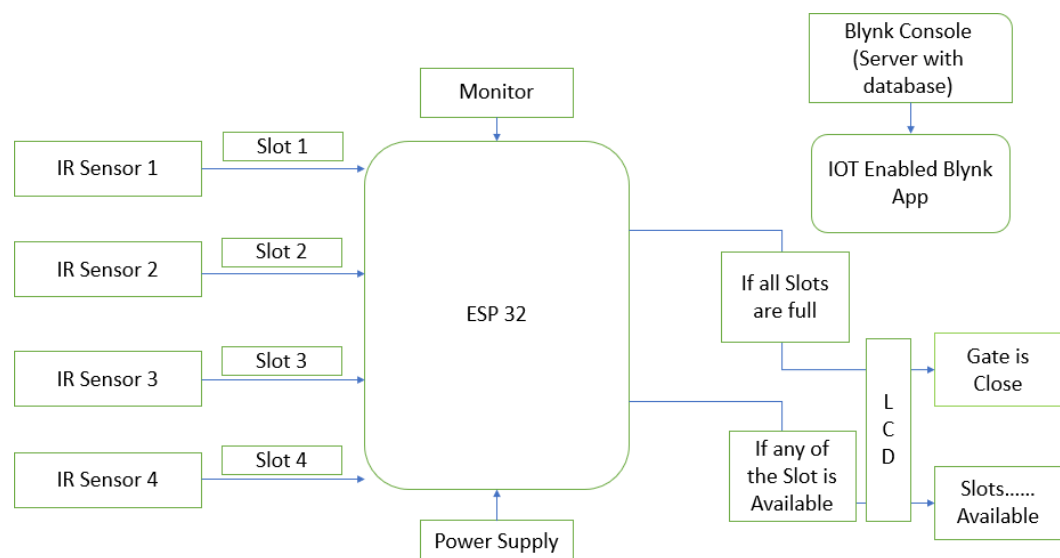 Blynk Console
(Server with
database)
Monitor
IOT Enabled Blynk
App
IR Sensor 1
Slot 1
IR Sensor 2
Slot 2
IR Sensor 3
Slot 3
IR Sensor 4
Slot 4
ESP 32
Power Supply
If all Slots
are full
If any of
the Slot is
Available
L
C
D
Gate is
Close
Slots......
Available